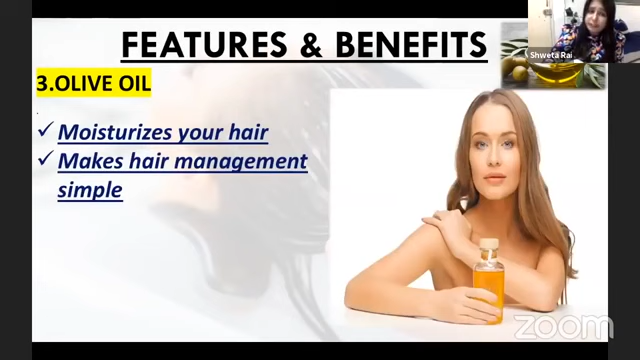 FEATURES & BENEFITS
Shweta Rai
3.OLIVE OIL
✓ Moisturizes your hair
✓ Makes hair management
simple
zoom